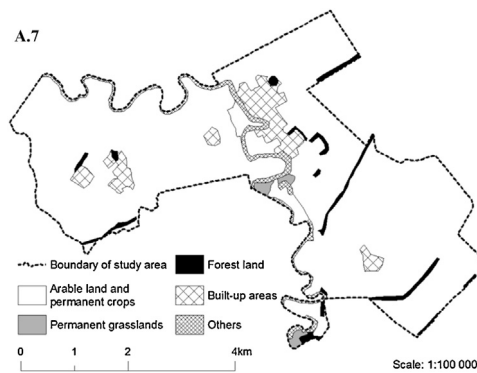 A.7
Boundary of study area
Forest land
Arable land and
permanent crops
Built-up areas
Permanent grasslands
Others
0 1 2 4km
Scale: 1:100 000